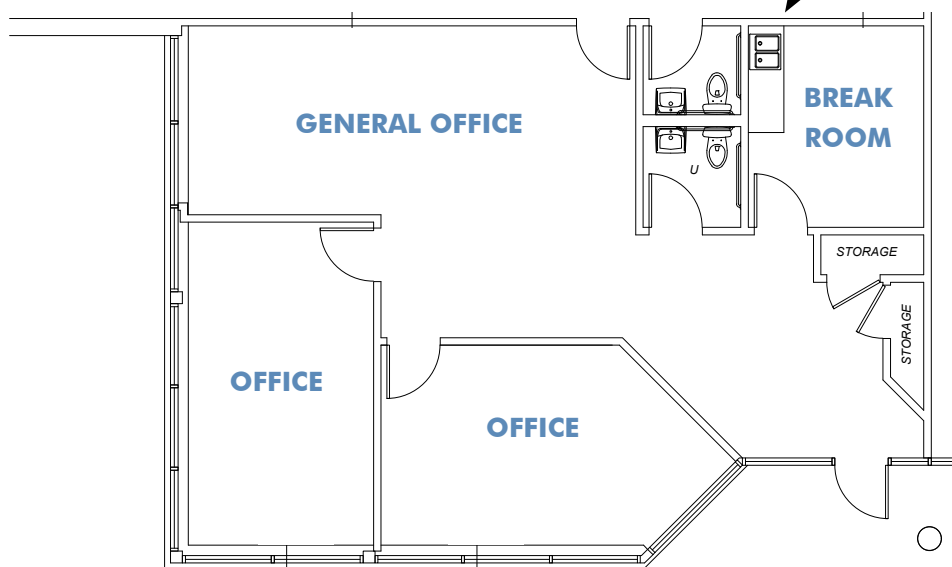 GENERAL OFFICE
BREAK
ROOM
U
STORAGE
STORAGE
OFFICE
OFFICE